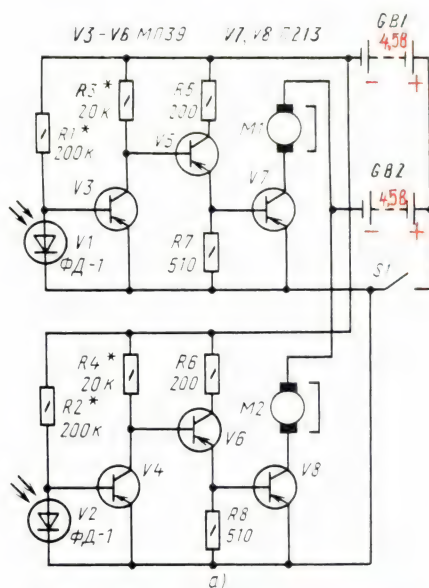 V3-V6 МП39 V7, V8 П213
GB1
4,5В
- +
R3*
20к
R5
200
R1*
200к
V5
M1
GB2
4,5В
- +
V3
V7
V1
ФД-1
R7
510
S1
R4*
20к
R6
200
R2*
200к
M2
V6
V4
V8
V2
ФД-1
R8
510
а)